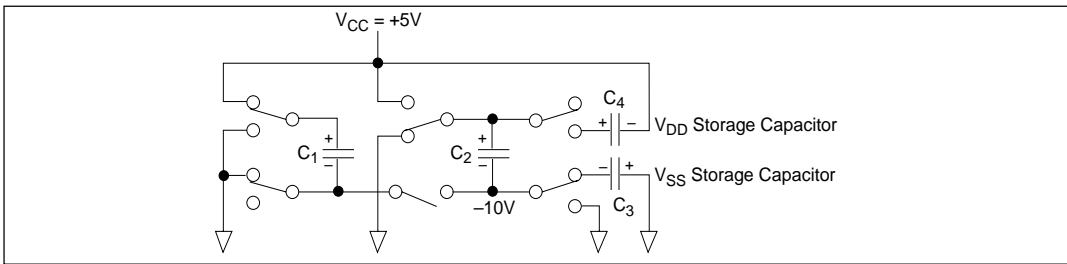 V_CC = +5V
C_4
+ −
V_DD Storage Capacitor
+
C_1
−
+
C_2
−
− +
V_SS Storage Capacitor
C_3
−10V